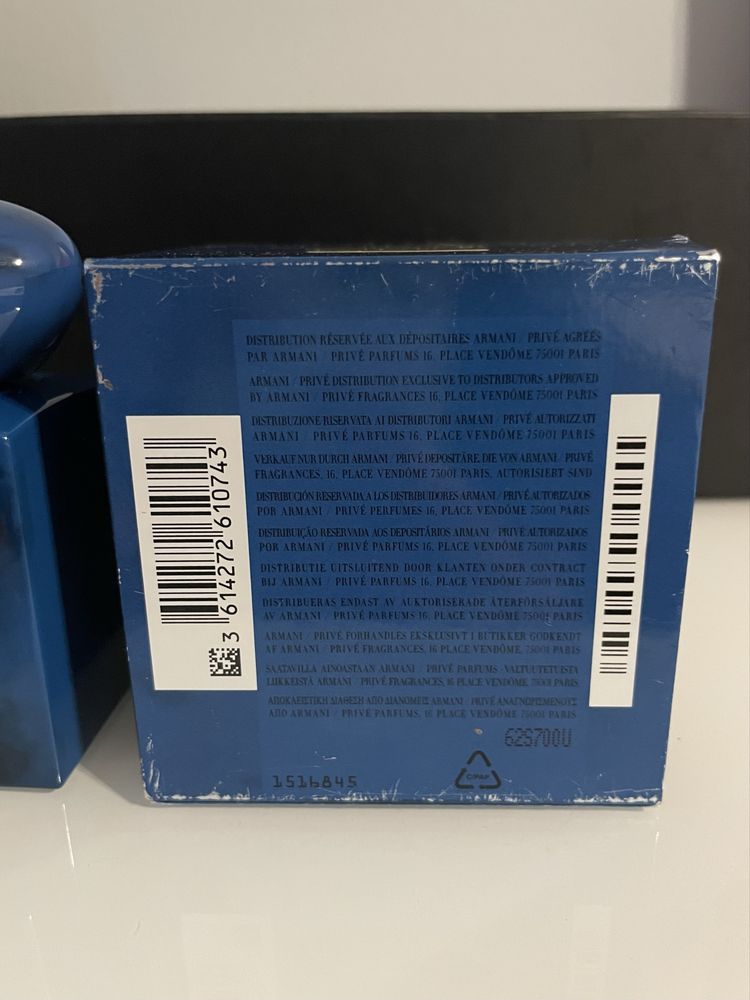 DISTRIBUTION RÉSERVÉE AUX DÉPOSITAIRES ARMANI / PRIVÉ AGRÉÉS
PAR ARMANI / PRIVÉ PARFUMS 16, PLACE VENDÔME 75001 PARIS
ARMANI / PRIVÉ DISTRIBUTION EXCLUSIVE TO DISTRIBUTORS APPROVED
BY ARMANI / PRIVÉ FRAGRANCES 16, PLACE VENDÔME 75001 PARIS
DISTRIBUZIONE RISERVATA AI DISTRIBUTORI ARMANI / PRIVÉ AUTORIZZATI
ARMANI / PRIVÉ PARFUMS 16, PLACE VENDÔME 75001 PARIS
VERKAUF NUR DURCH ARMANI / PRIVÉ DEPOSITÄRE, DIE VON ARMANI / PRIVÉ
FRAGRANCES, 16, PLACE VENDÔME 75001 PARIS, AUTORISIERT SIND
DISTRIBUCIÓN RESERVADA A LOS DISTRIBUIDORES ARMANI / PRIVÉ AUTORIZADOS
POR ARMANI / PRIVÉ PERFUMES 16, PLACE VENDÔME 75001 PARIS
DISTRIBUIÇÃO RESERVADA AOS DEPOSITÁRIOS ARMANI / PRIVÉ AUTORIZADOS
POR ARMANI / PRIVÉ PARFUMS 16, PLACE VENDÔME 75001 PARIS
DISTRIBUTIE UITSLUITEND DOOR KLANTEN ONDER CONTRACT
BIJ ARMANI / PRIVÉ PARFUMS 16, PLACE VENDÔME 75001 PARIS
DISTRIBUERAS ENDAST AV AUKTORISERADE ÅTERFÖRSÄLJARE
AV ARMANI / PRIVÉ PARFUMS 16, PLACE VENDÔME 75001 PARIS
ARMANI / PRIVÉ FORHANDLES EKSKLUSIVT I BUTIKKER GODKENDT
AF ARMANI / PRIVÉ FRAGRANCES, 16, PLACE VENDÔME 75001 PARIS
SAATAVILLA AINOASTAAN ARMANI / PRIVÉ PARFUMS -VALTUUTETUISTA
LIIKKEISTÄ ARMANI / PRIVÉ FRAGRANCES, 16, PLACE VENDÔME, 75001 PARIS
ΑΠΟΚΛΕΙΣΤΙΚΗ ΔΙΑΘΕΣΗ ΑΠΟ ΔΙΑΝΟΜΕΙΣ ARMANI / PRIVÉ ΑΝΑΓΝΩΡΙΣΜΕΝΟΥΣ
ΑΠΟ ARMANI / PRIVÉ PARFUMS, 16 PLACE VENDÔME 75001 PARIS
62S700U
1516845
CIPAP
3 614272 610743